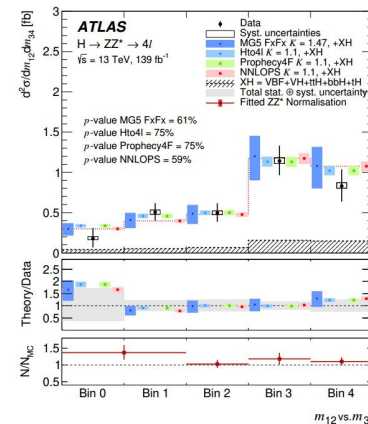 d²σ/dm₁₂dm₃₄ [fb]
3
2.5
2
1.5
1
0.5
0
ATLAS
H → ZZ* → 4l
√s = 13 TeV, 139 fb⁻¹
Data
Syst. uncertainties
MG5 FxFx K = 1.47, +XH
Hto4l K = 1.1, +XH
Prophecy4F K = 1.1, +XH
NNLOPS K = 1.1, +XH
XH = VBF+VH+ttH+bbH+tH
Total stat. ⊕ syst. uncertainty
Fitted ZZ* Normalisation
p-value MG5 FxFx = 61%
p-value Hto4l = 75%
p-value Prophecy4F = 75%
p-value NNLOPS = 59%
Theory/Data
2.5
2
1.5
1
0.5
N/N_MC
1.5
1
0.5
Bin 0 Bin 1 Bin 2 Bin 3 Bin 4
m₁₂ vs. m₃